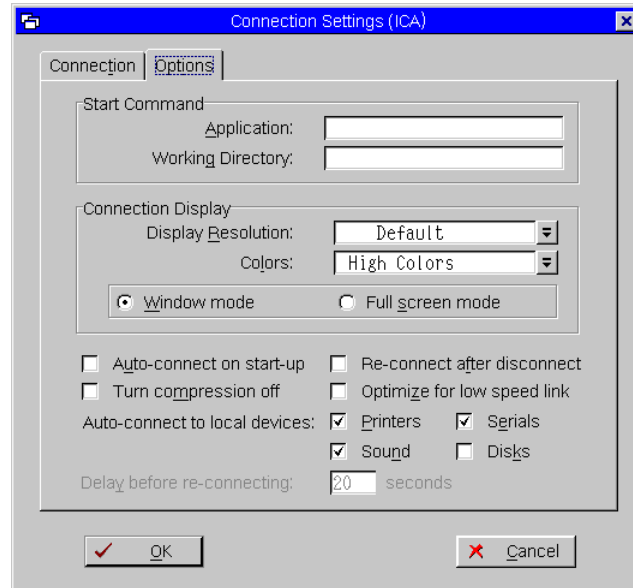 Connection Settings (ICA)
Connection Options
Start Command
Application:
Working Directory:
Connection Display
Display Resolution: Default
Colors: High Colors
Window mode Full screen mode
Auto-connect on start-up Re-connect after disconnect
Turn compression off Optimize for low speed link
Auto-connect to local devices: Printers Serials
Sound Disks
Delay before re-connecting: 20 seconds
OK Cancel